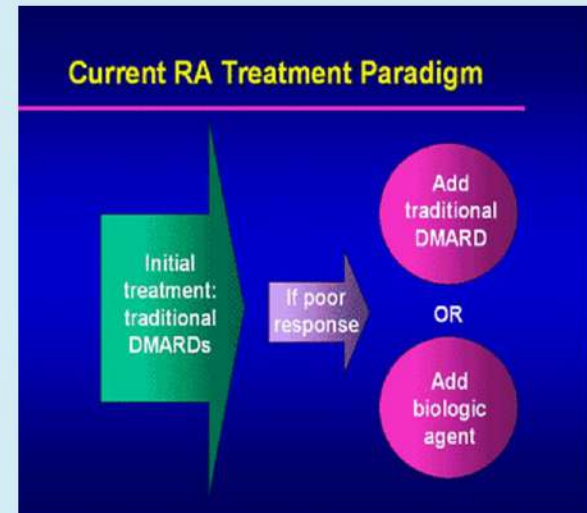 Current RA Treatment Paradigm
Initial
treatment:
traditional
DMARDs
If poor
response
Add
traditional
DMARD
OR
Add
biologic
agent